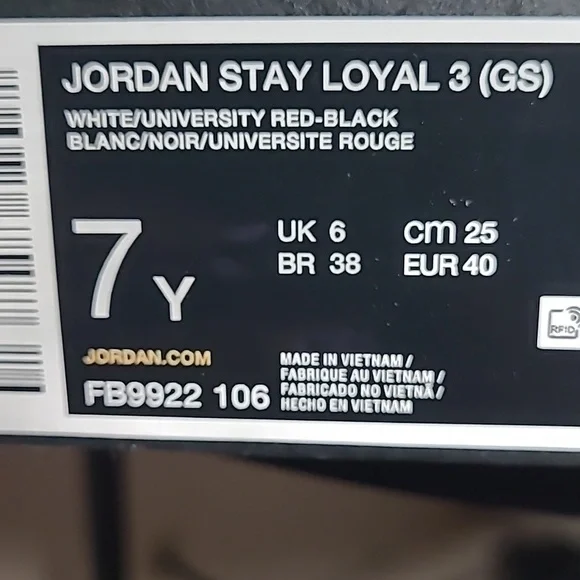 JORDAN STAY LOYAL 3 (GS)
WHITE/UNIVERSITY RED-BLACK
BLANC/NOIR/UNIVERSITE ROUGE
7 Y
UK 6 cm 25
BR 38 EUR 40
RFID
JORDAN.COM
FB9922 106
MADE IN VIETNAM /
FABRIQUE AU VIETNAM /
FABRICADO NO VIETNÃ /
HECHO EN VIETNAM